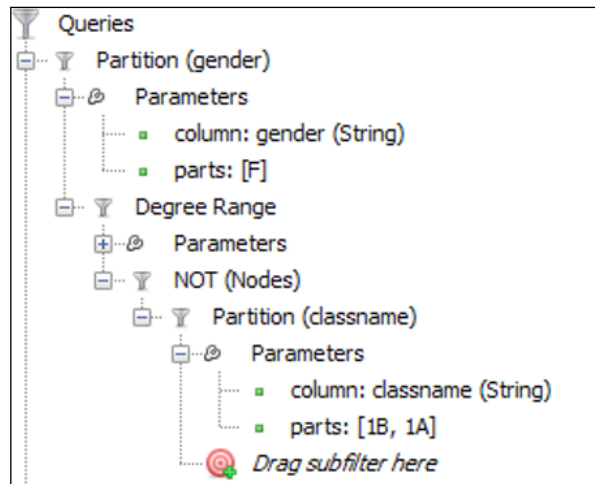 Queries
Partition (gender)
Parameters
column: gender (String)
parts: [F]
Degree Range
Parameters
NOT (Nodes)
Partition (classname)
Parameters
column: classname (String)
parts: [1B, 1A]
Drag subfilter here